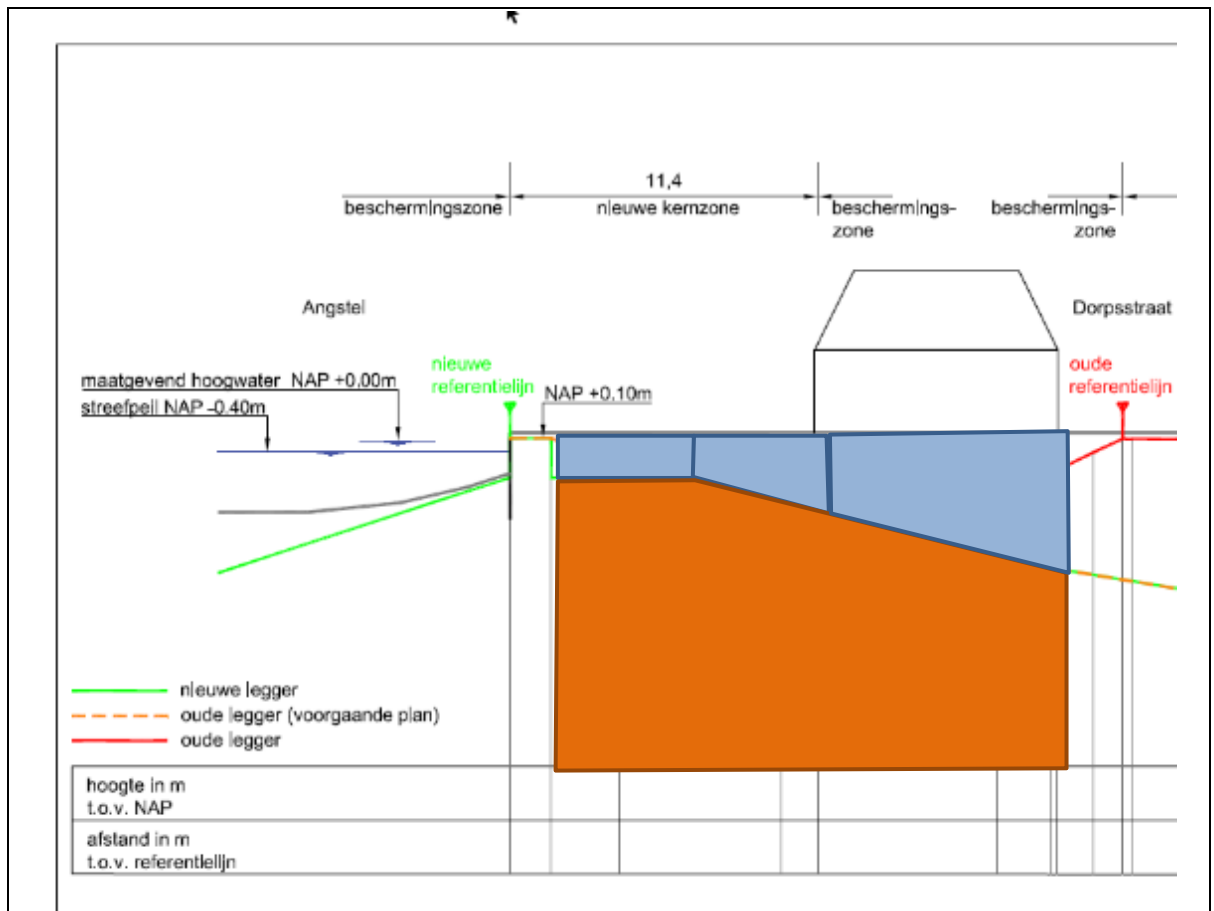 11,4
beschermingszone
nieuwe kernzone
beschermings-
zone
beschermings-
zone
Angstel
Dorpsstraat
nieuwe
referentielijn
oude
referentielijn
maatgevend hoogwater NAP +0.00m
NAP +0.10m
streefpeil NAP -0.40m
nieuwe legger
oude legger (voorgaande plan)
oude legger
hoogte in m
t.o.v. NAP
afstand in m
t.o.v. referentielijn